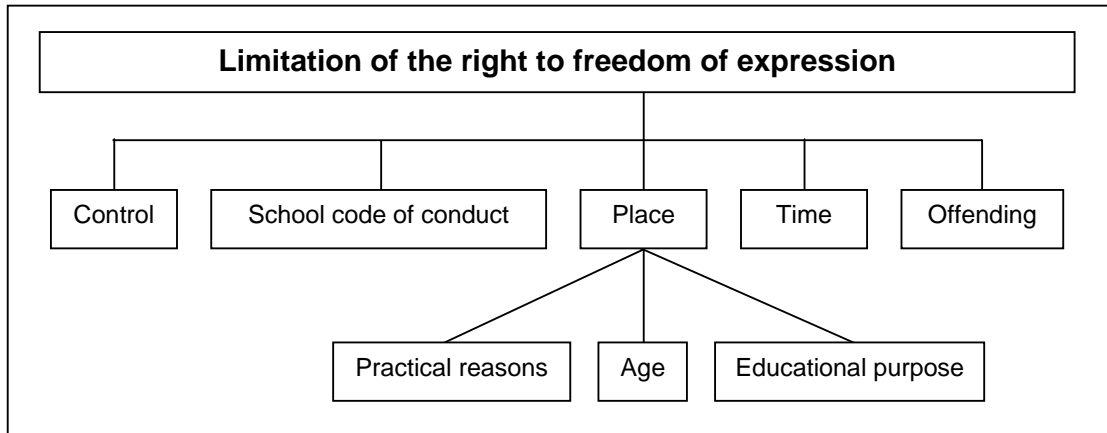 Limitation of the right to freedom of expression
Control
School code of conduct
Place
Time
Offending
Practical reasons
Age
Educational purpose